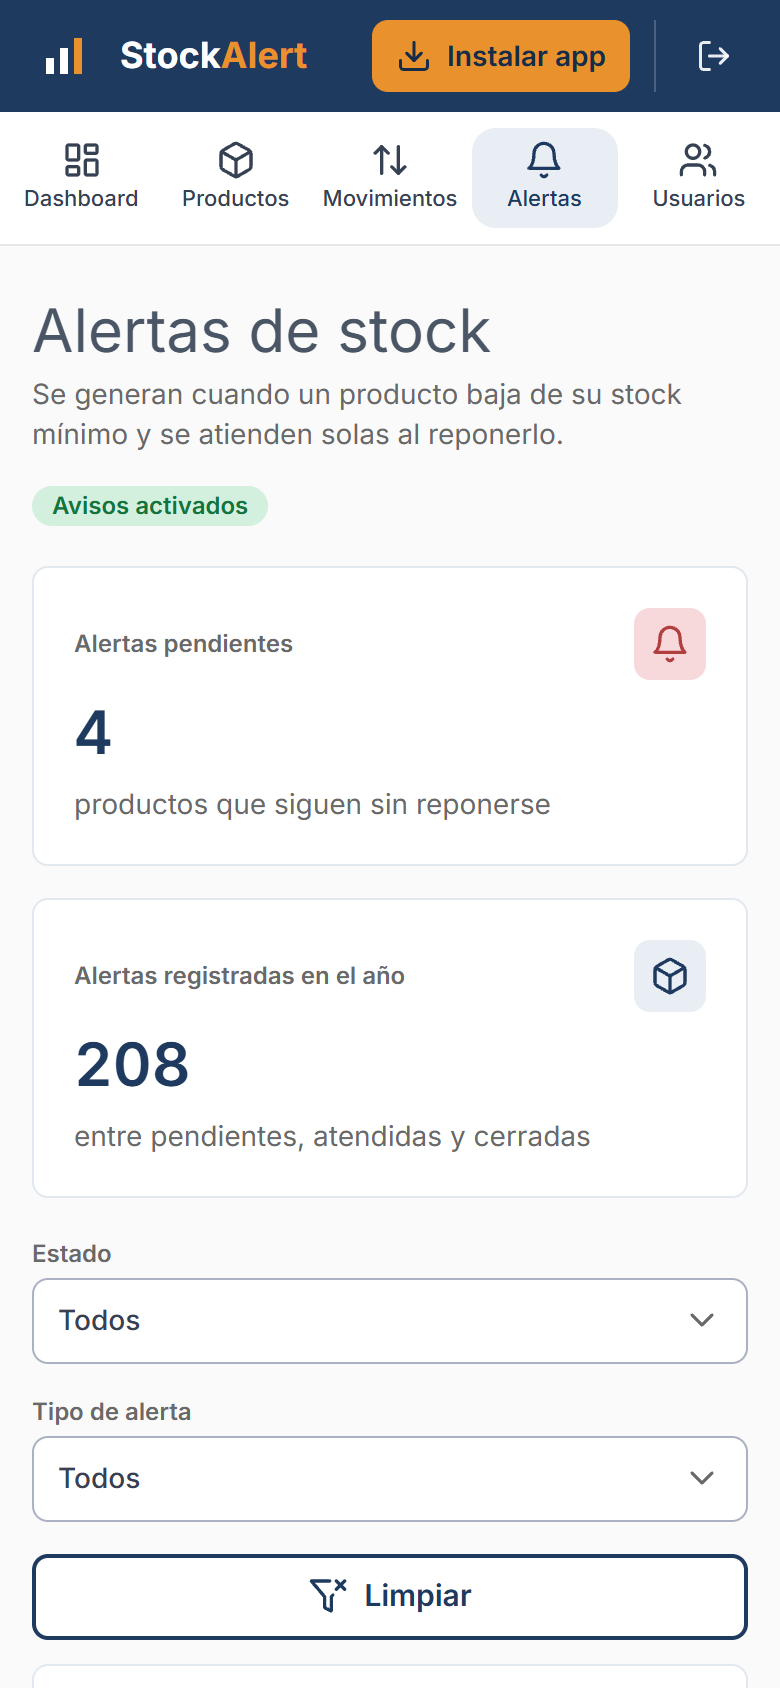 StockAlert
Instalar app
Dashboard
Productos
Movimientos
Alertas
Usuarios
Alertas de stock
Se generan cuando un producto baja de su stock
mínimo y se atienden solas al reponerlo.
Avisos activados
Alertas pendientes
4
productos que siguen sin reponerse
Alertas registradas en el año
208
entre pendientes, atendidas y cerradas
Estado
Todos
Tipo de alerta
Todos
Limpiar